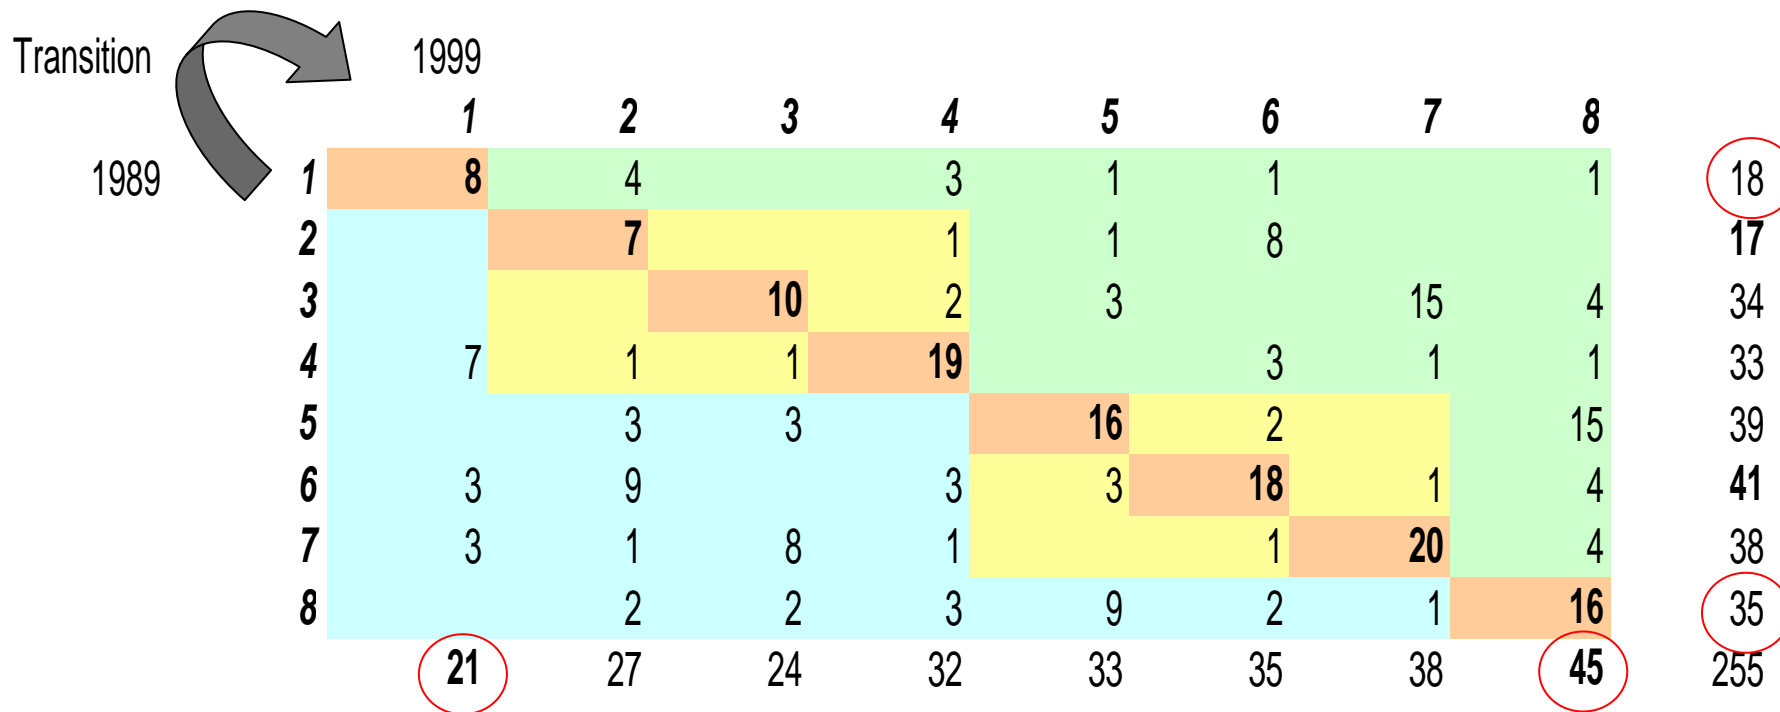 Transition 1999
1 2 3 4 5 6 7 8
1989 1 8 4 3 1 1 1 18
2 7 1 1 8 17
3 10 2 3 15 4 34
4 7 1 1 19 3 1 1 33
5 3 3 16 2 15 39
6 3 9 3 3 18 1 4 41
7 3 1 8 1 1 20 4 38
8 2 2 3 9 2 1 16 35
21 27 24 32 33 35 38 45 255